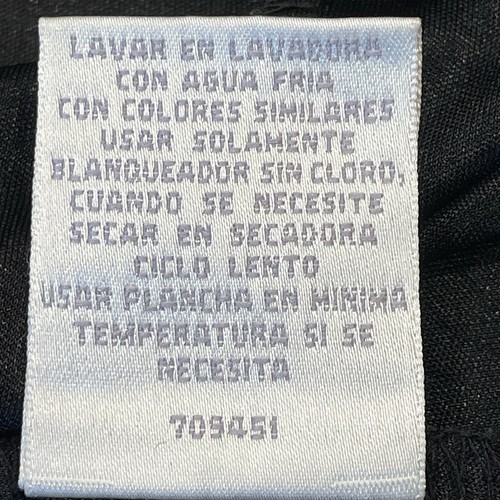 LAVAR EN LAVADORA
CON AGUA FRIA
CON COLORES SIMILARES
USAR SOLAMENTE
BLANQUEADOR SIN CLORO,
CUANDO SE NECESITE
SECAR EN SECADORA
CICLO LENTO
USAR PLANCHA EN MINIMA
TEMPERATURA SI SE
NECESITA
709451